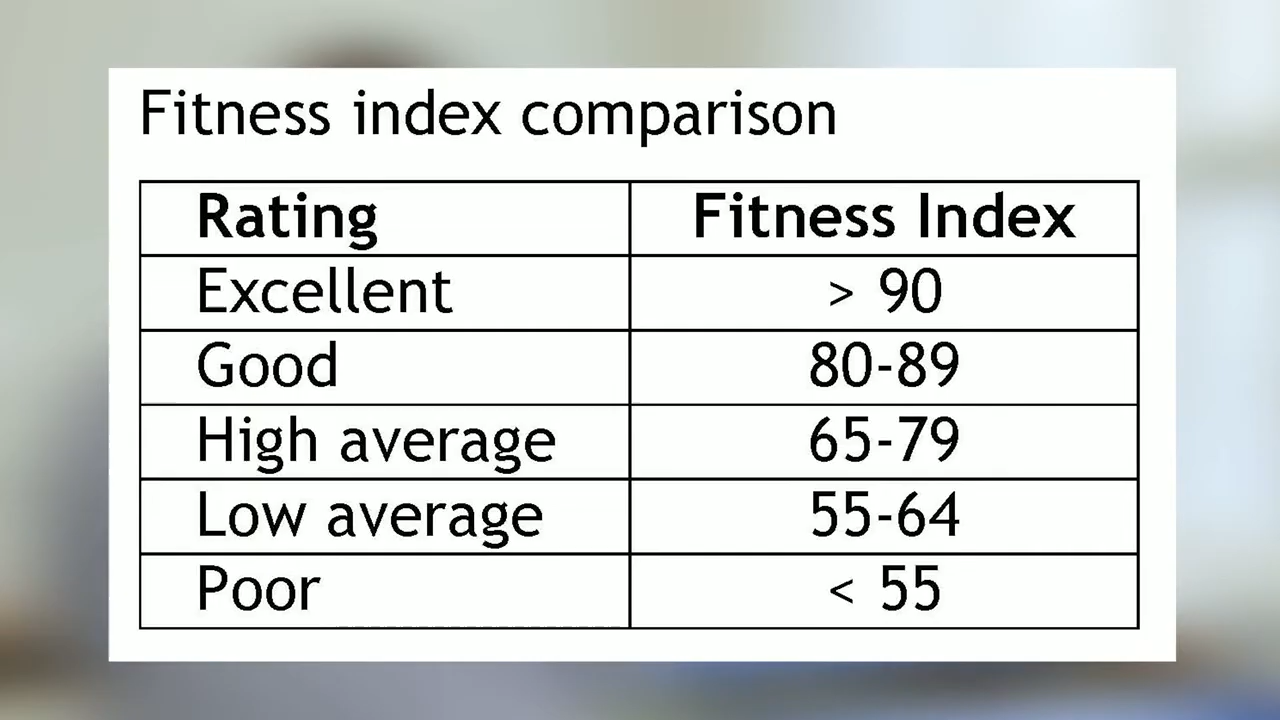 Fitness index comparison
Rating Fitness Index
Excellent > 90
Good 80-89
High average 65-79
Low average 55-64
Poor < 55